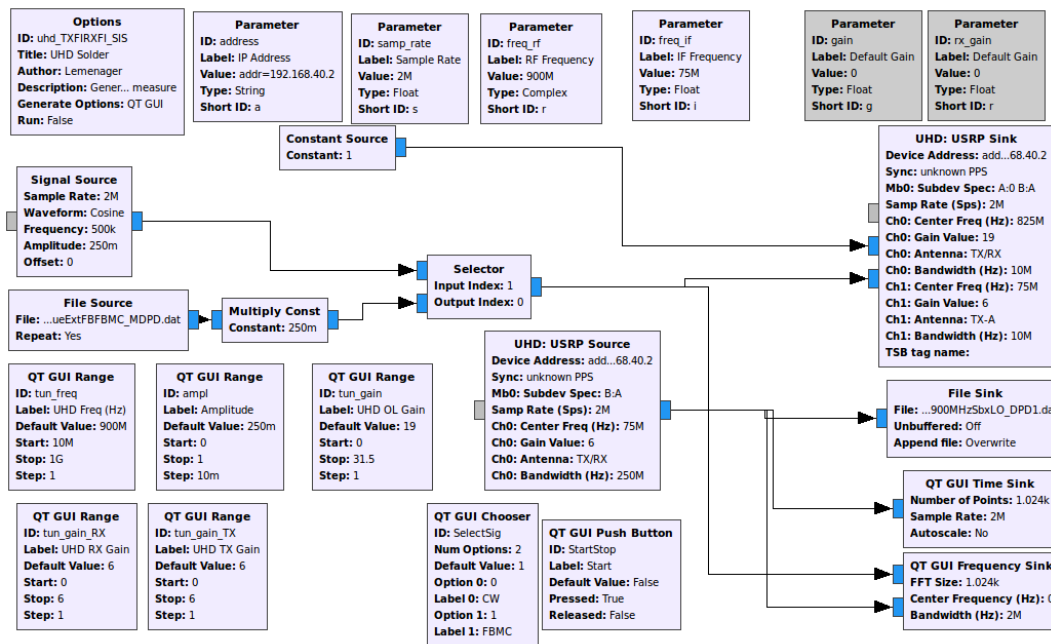 Options
ID: uhd_TXFIRXFI_SIS
Title: UHD Solder
Author: Lemenager
Description: Gener... measure
Generate Options: QT GUI
Run: False
Parameter
ID: address
Label: IP Address
Value: addr=192.168.40.2
Type: String
Short ID: a
Parameter
ID: samp_rate
Label: Sample Rate
Value: 2M
Type: Float
Short ID: s
Parameter
ID: freq_rf
Label: RF Frequency
Value: 900M
Type: Complex
Short ID: r
Parameter
ID: freq_if
Label: IF Frequency
Value: 75M
Type: Float
Short ID: i
Parameter
ID: gain
Label: Default Gain
Value: 0
Type: Float
Short ID: g
Parameter
ID: rx_gain
Label: Default Gain
Value: 0
Type: Float
Short ID: r
Constant Source
Constant: 1
UHD: USRP Sink
Device Address: add...68.40.2
Sync: unknown PPS
Mb0: Subdev Spec: A:0 B:A
Samp Rate (Sps): 2M
Ch0: Center Freq (Hz): 825M
Ch0: Gain Value: 19
Ch0: Antenna: TX/RX
Ch0: Bandwidth (Hz): 10M
Ch1: Center Freq (Hz): 75M
Ch1: Gain Value: 6
Ch1: Antenna: TX-A
Ch1: Bandwidth (Hz): 10M
TSB tag name:
Signal Source
Sample Rate: 2M
Waveform: Cosine
Frequency: 500k
Amplitude: 250m
Offset: 0
Selector
Input Index: 1
Output Index: 0
File Source
File: ...ueExtFBFBMC_MDPD.dat
Repeat: Yes
Multiply Const
Constant: 250m
UHD: USRP Source
Device Address: add...68.40.2
Sync: unknown PPS
Mb0: Subdev Spec: B:A
Samp Rate (Sps): 2M
Ch0: Center Freq (Hz): 75M
Ch0: Gain Value: 6
Ch0: Antenna: TX/RX
Ch0: Bandwidth (Hz): 250M
QT GUI Range
ID: tun_freq
Label: UHD Freq (Hz)
Default Value: 900M
Start: 10M
Stop: 1G
Step: 1
QT GUI Range
ID: ampl
Label: Amplitude
Default Value: 250m
Start: 0
Stop: 1
Step: 10m
QT GUI Range
ID: tun_gain
Label: UHD OL Gain
Default Value: 19
Start: 0
Stop: 31.5
Step: 1
File Sink
File: ...900MHzSbxLO_DPD1.da
Unbuffered: Off
Append file: Overwrite
QT GUI Time Sink
Number of Points: 1.024k
Sample Rate: 2M
Autoscale: No
QT GUI Range
ID: tun_gain_RX
Label: UHD RX Gain
Default Value: 6
Start: 0
Stop: 6
Step: 1
QT GUI Range
ID: tun_gain_TX
Label: UHD TX Gain
Default Value: 6
Start: 0
Stop: 6
Step: 1
QT GUI Chooser
ID: SelectSig
Num Options: 2
Default Value: 1
Option 0: 0
Label 0: CW
Option 1: 1
Label 1: FBMC
QT GUI Push Button
ID: StartStop
Label: Start
Default Value: False
Pressed: True
Released: False
QT GUI Frequency Sink
FFT Size: 1.024k
Center Frequency (Hz): 0
Bandwidth (Hz): 2M